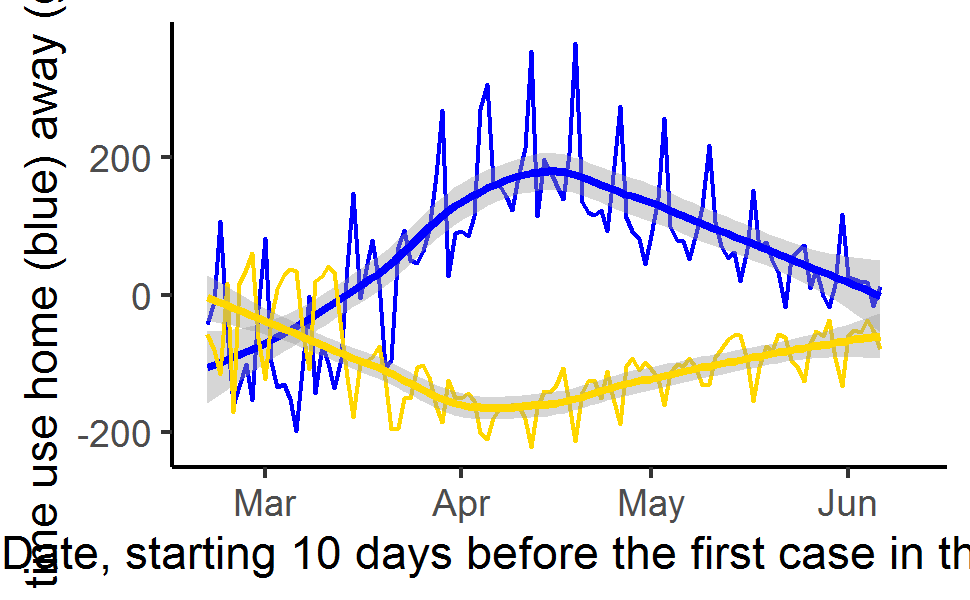 time use home (blue) away (
200
0
-200
Mar Apr May Jun
Date, starting 10 days before the first case in th